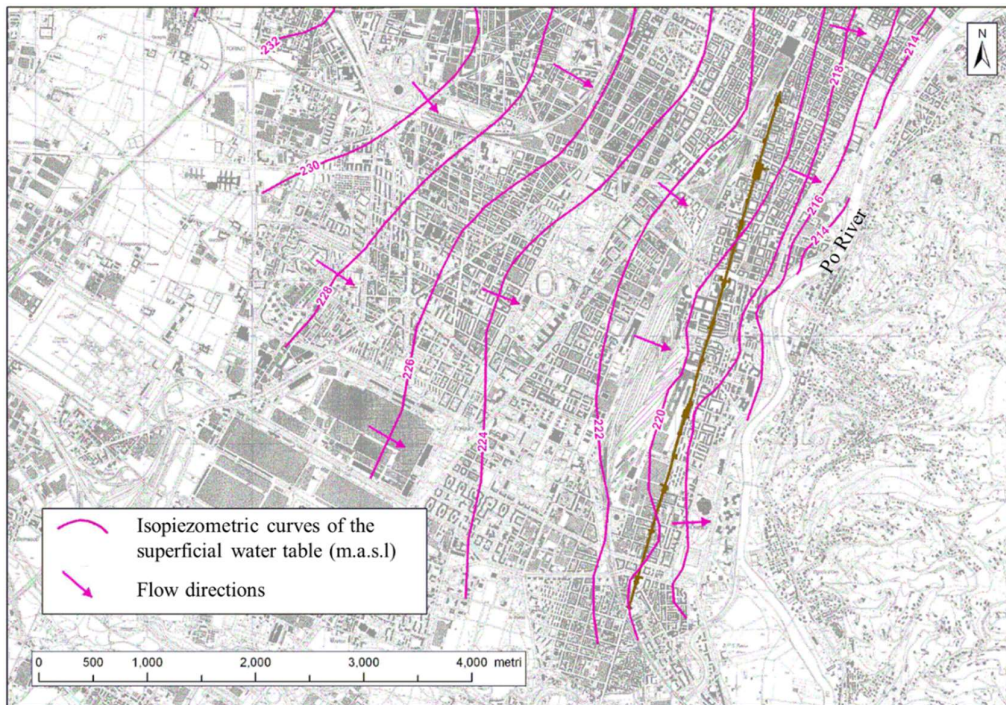 232
TORINO
218
214
N
230
216
214
Po River
228
226
220
224
222
Isopiezometric curves of the
superficial water table (m.a.s.l)
Flow directions
0 500 1,000 2,000 3,000 4,000 metri